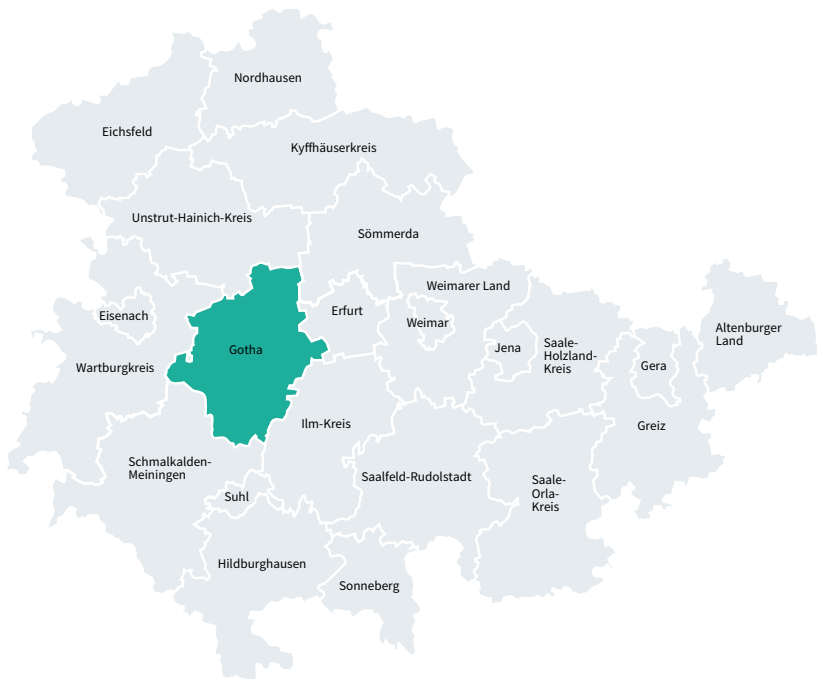 Nordhausen
Eichsfeld
Kyffhäuserkreis
Unstrut-Hainich-Kreis
Sömmerda
Weimarer Land
Erfurt
Eisenach
Weimar
Altenburger
Land
Jena
Saale-
Holzland-
Kreis
Gotha
Gera
Wartburgkreis
Ilm-Kreis
Greiz
Schmalkalden-
Meiningen
Saalfeld-Rudolstadt
Saale-
Orla-
Kreis
Suhl
Hildburghausen
Sonneberg